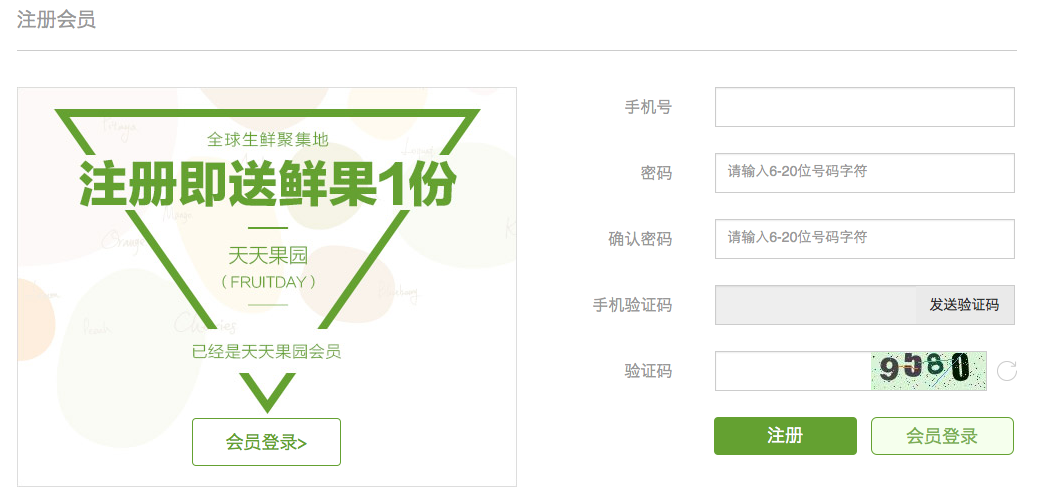 注册会员
全球生鲜聚集地
注册即送鲜果1份
天天果园
（FRUITDAY）
已经是天天果园会员
会员登录>
手机号
密码
请输入6-20位号码字符
确认密码
请输入6-20位号码字符
手机验证码
发送验证码
验证码
9580
注册
会员登录